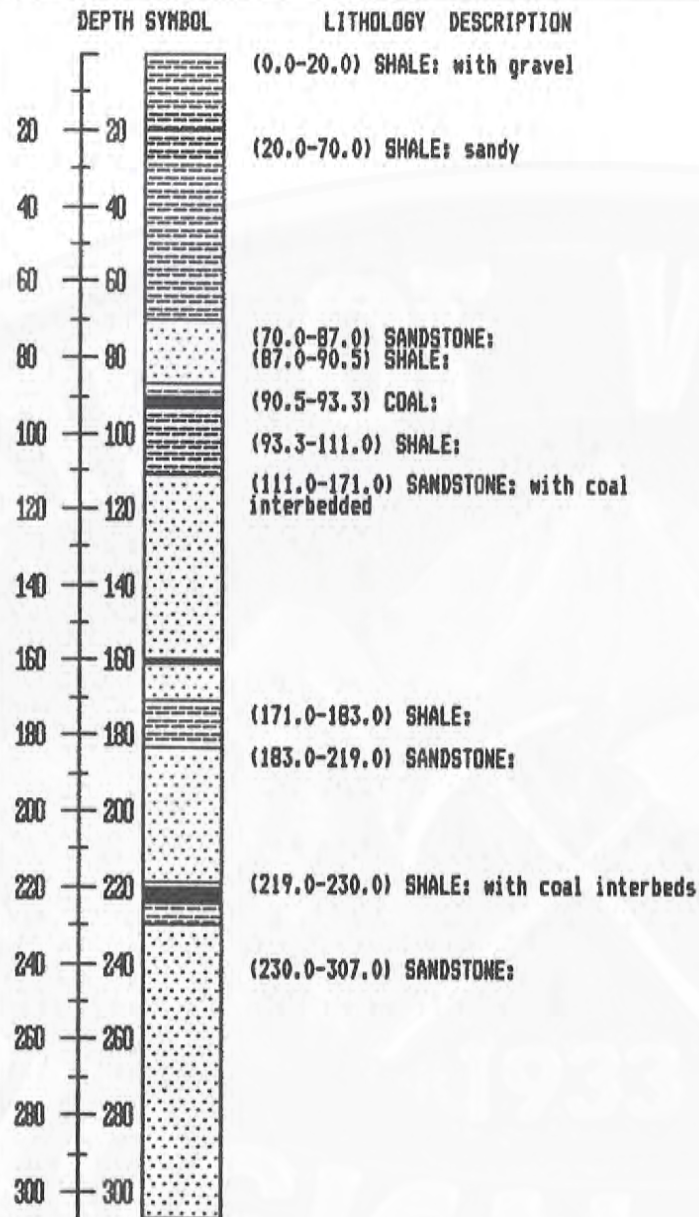 DEPTH SYMBOL LITHOLOGY DESCRIPTION
(0.0-20.0) SHALE: with gravel
20 20
(20.0-70.0) SHALE: sandy
40 40
60 60
(70.0-87.0) SANDSTONE:
80 80 (87.0-90.5) SHALE:
(90.5-93.3) COAL:
100 100 (93.3-111.0) SHALE:
(111.0-171.0) SANDSTONE: with coal
120 120 interbedded
140 140
160 160
(171.0-183.0) SHALE:
180 180
(183.0-219.0) SANDSTONE:
200 200
220 220 (219.0-230.0) SHALE: with coal interbeds
240 240 (230.0-307.0) SANDSTONE:
260 260
1933
280 280
300 300